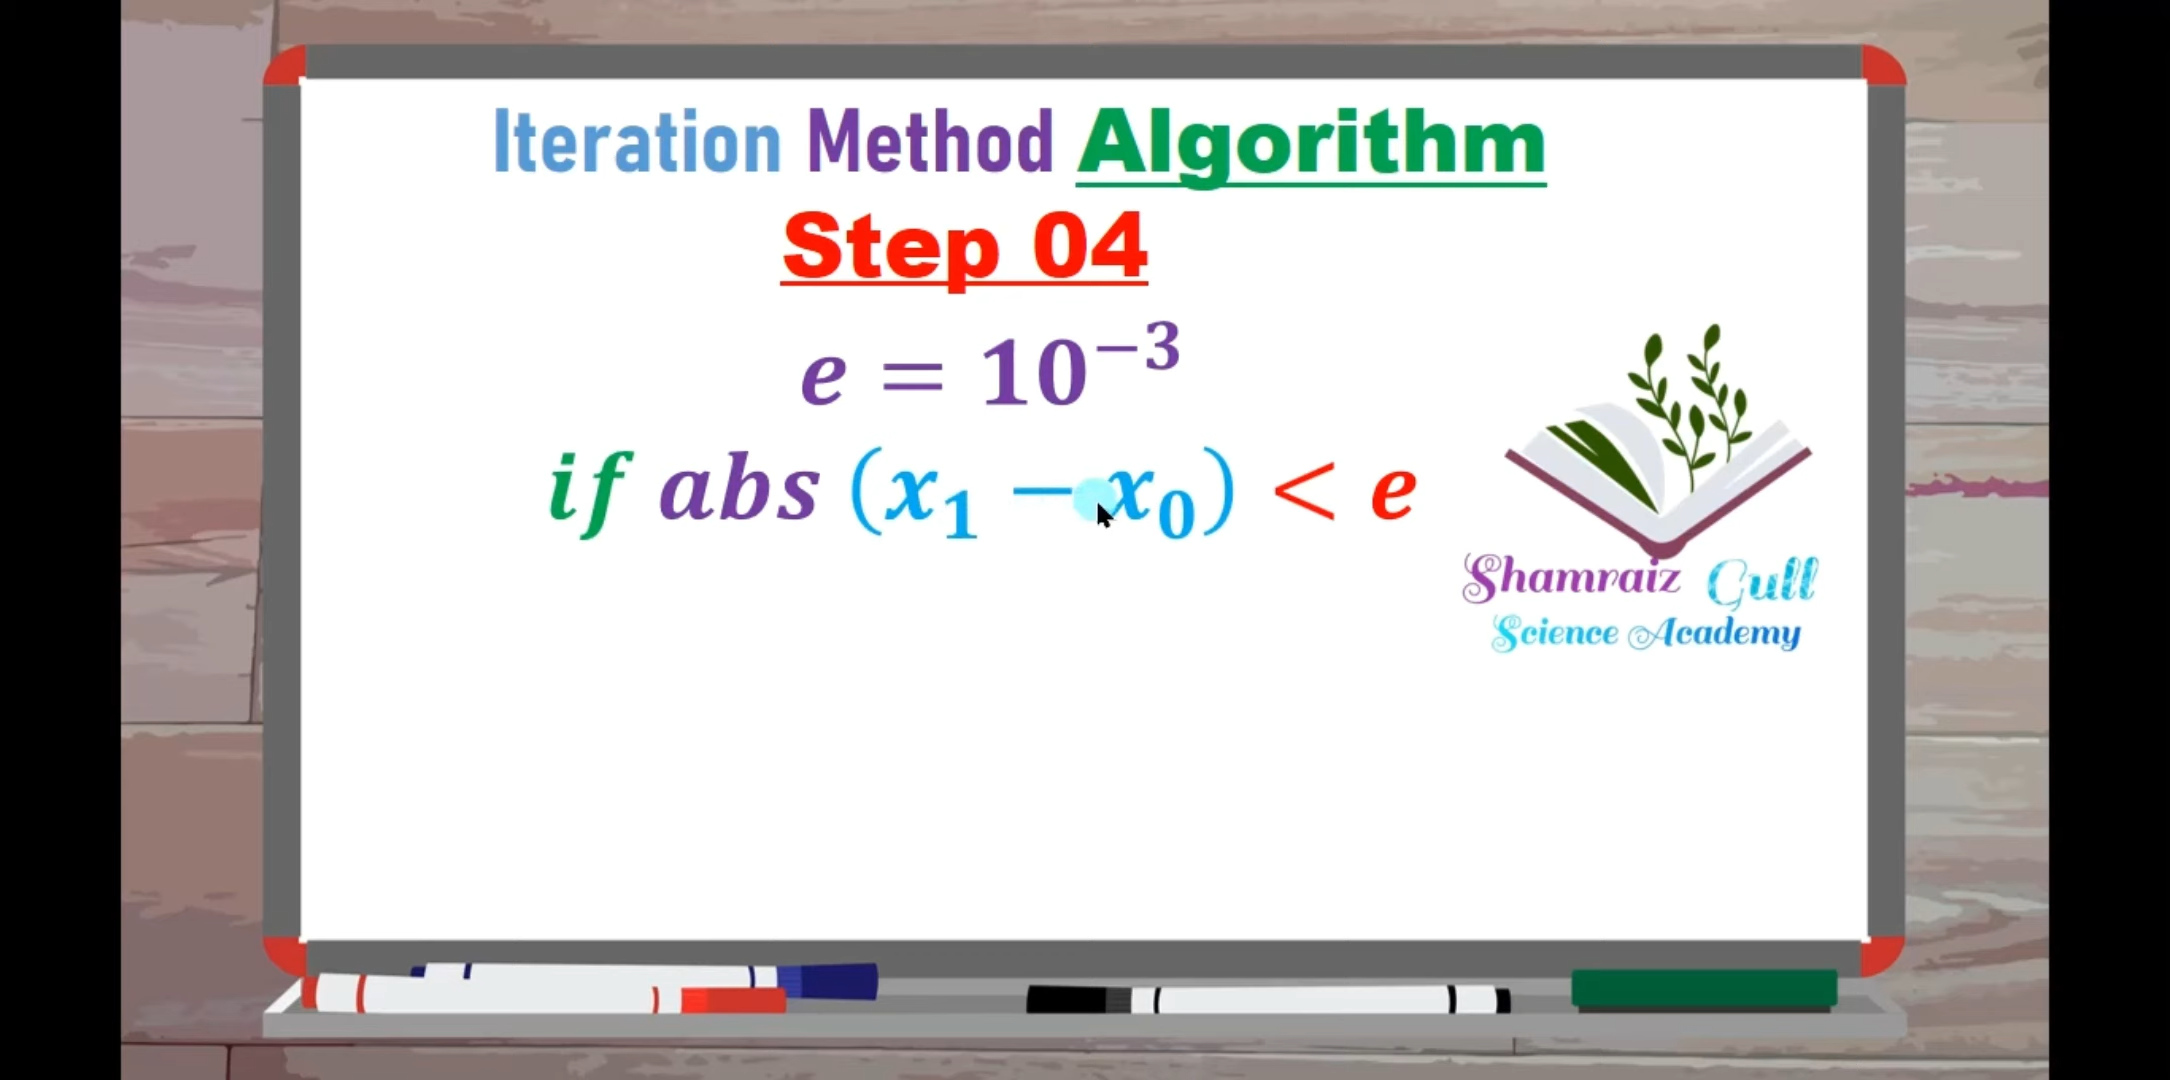 Iteration Method Algorithm
Step 04
e = 10⁻³
if abs (x₁ − x₀) < e
Shamraiz Gull
Science Academy